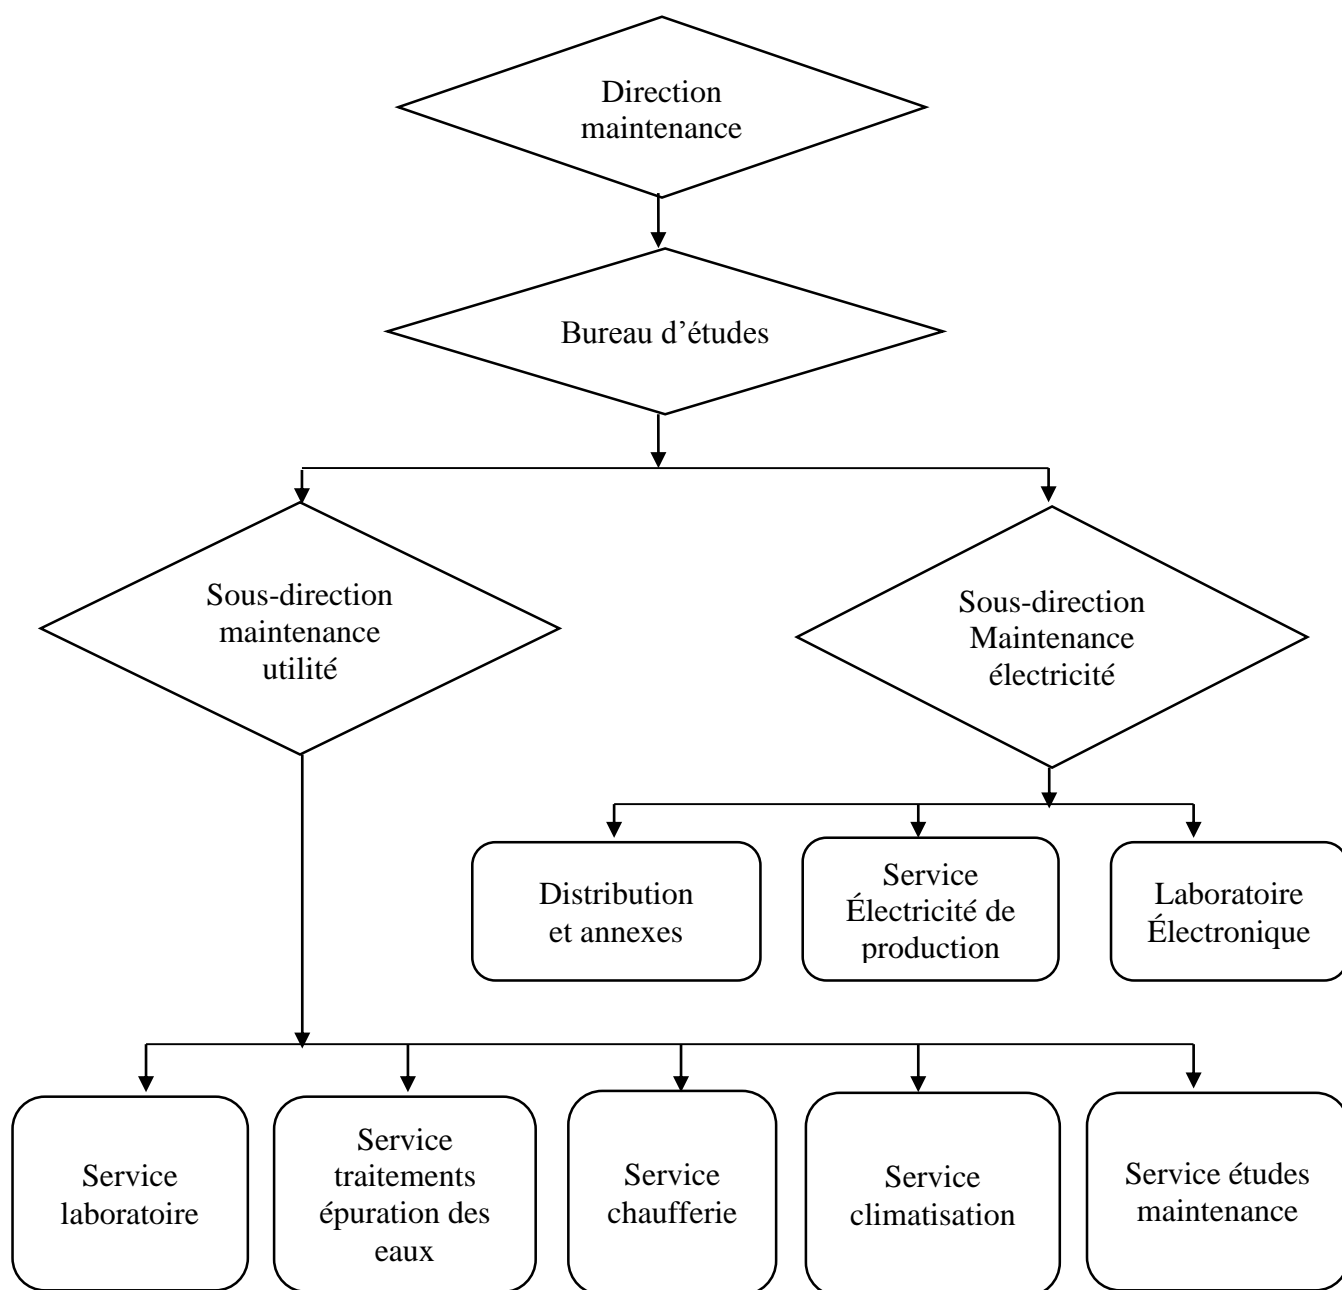 Direction
maintenance
Bureau d’études
Sous-direction
maintenance
utilité
Sous-direction
Maintenance
électricité
Distribution
et annexes
Service
Électricité de
production
Laboratoire
Électronique
Service
laboratoire
Service
traitements
épuration des
eaux
Service
chaufferie
Service
climatisation
Service études
maintenance